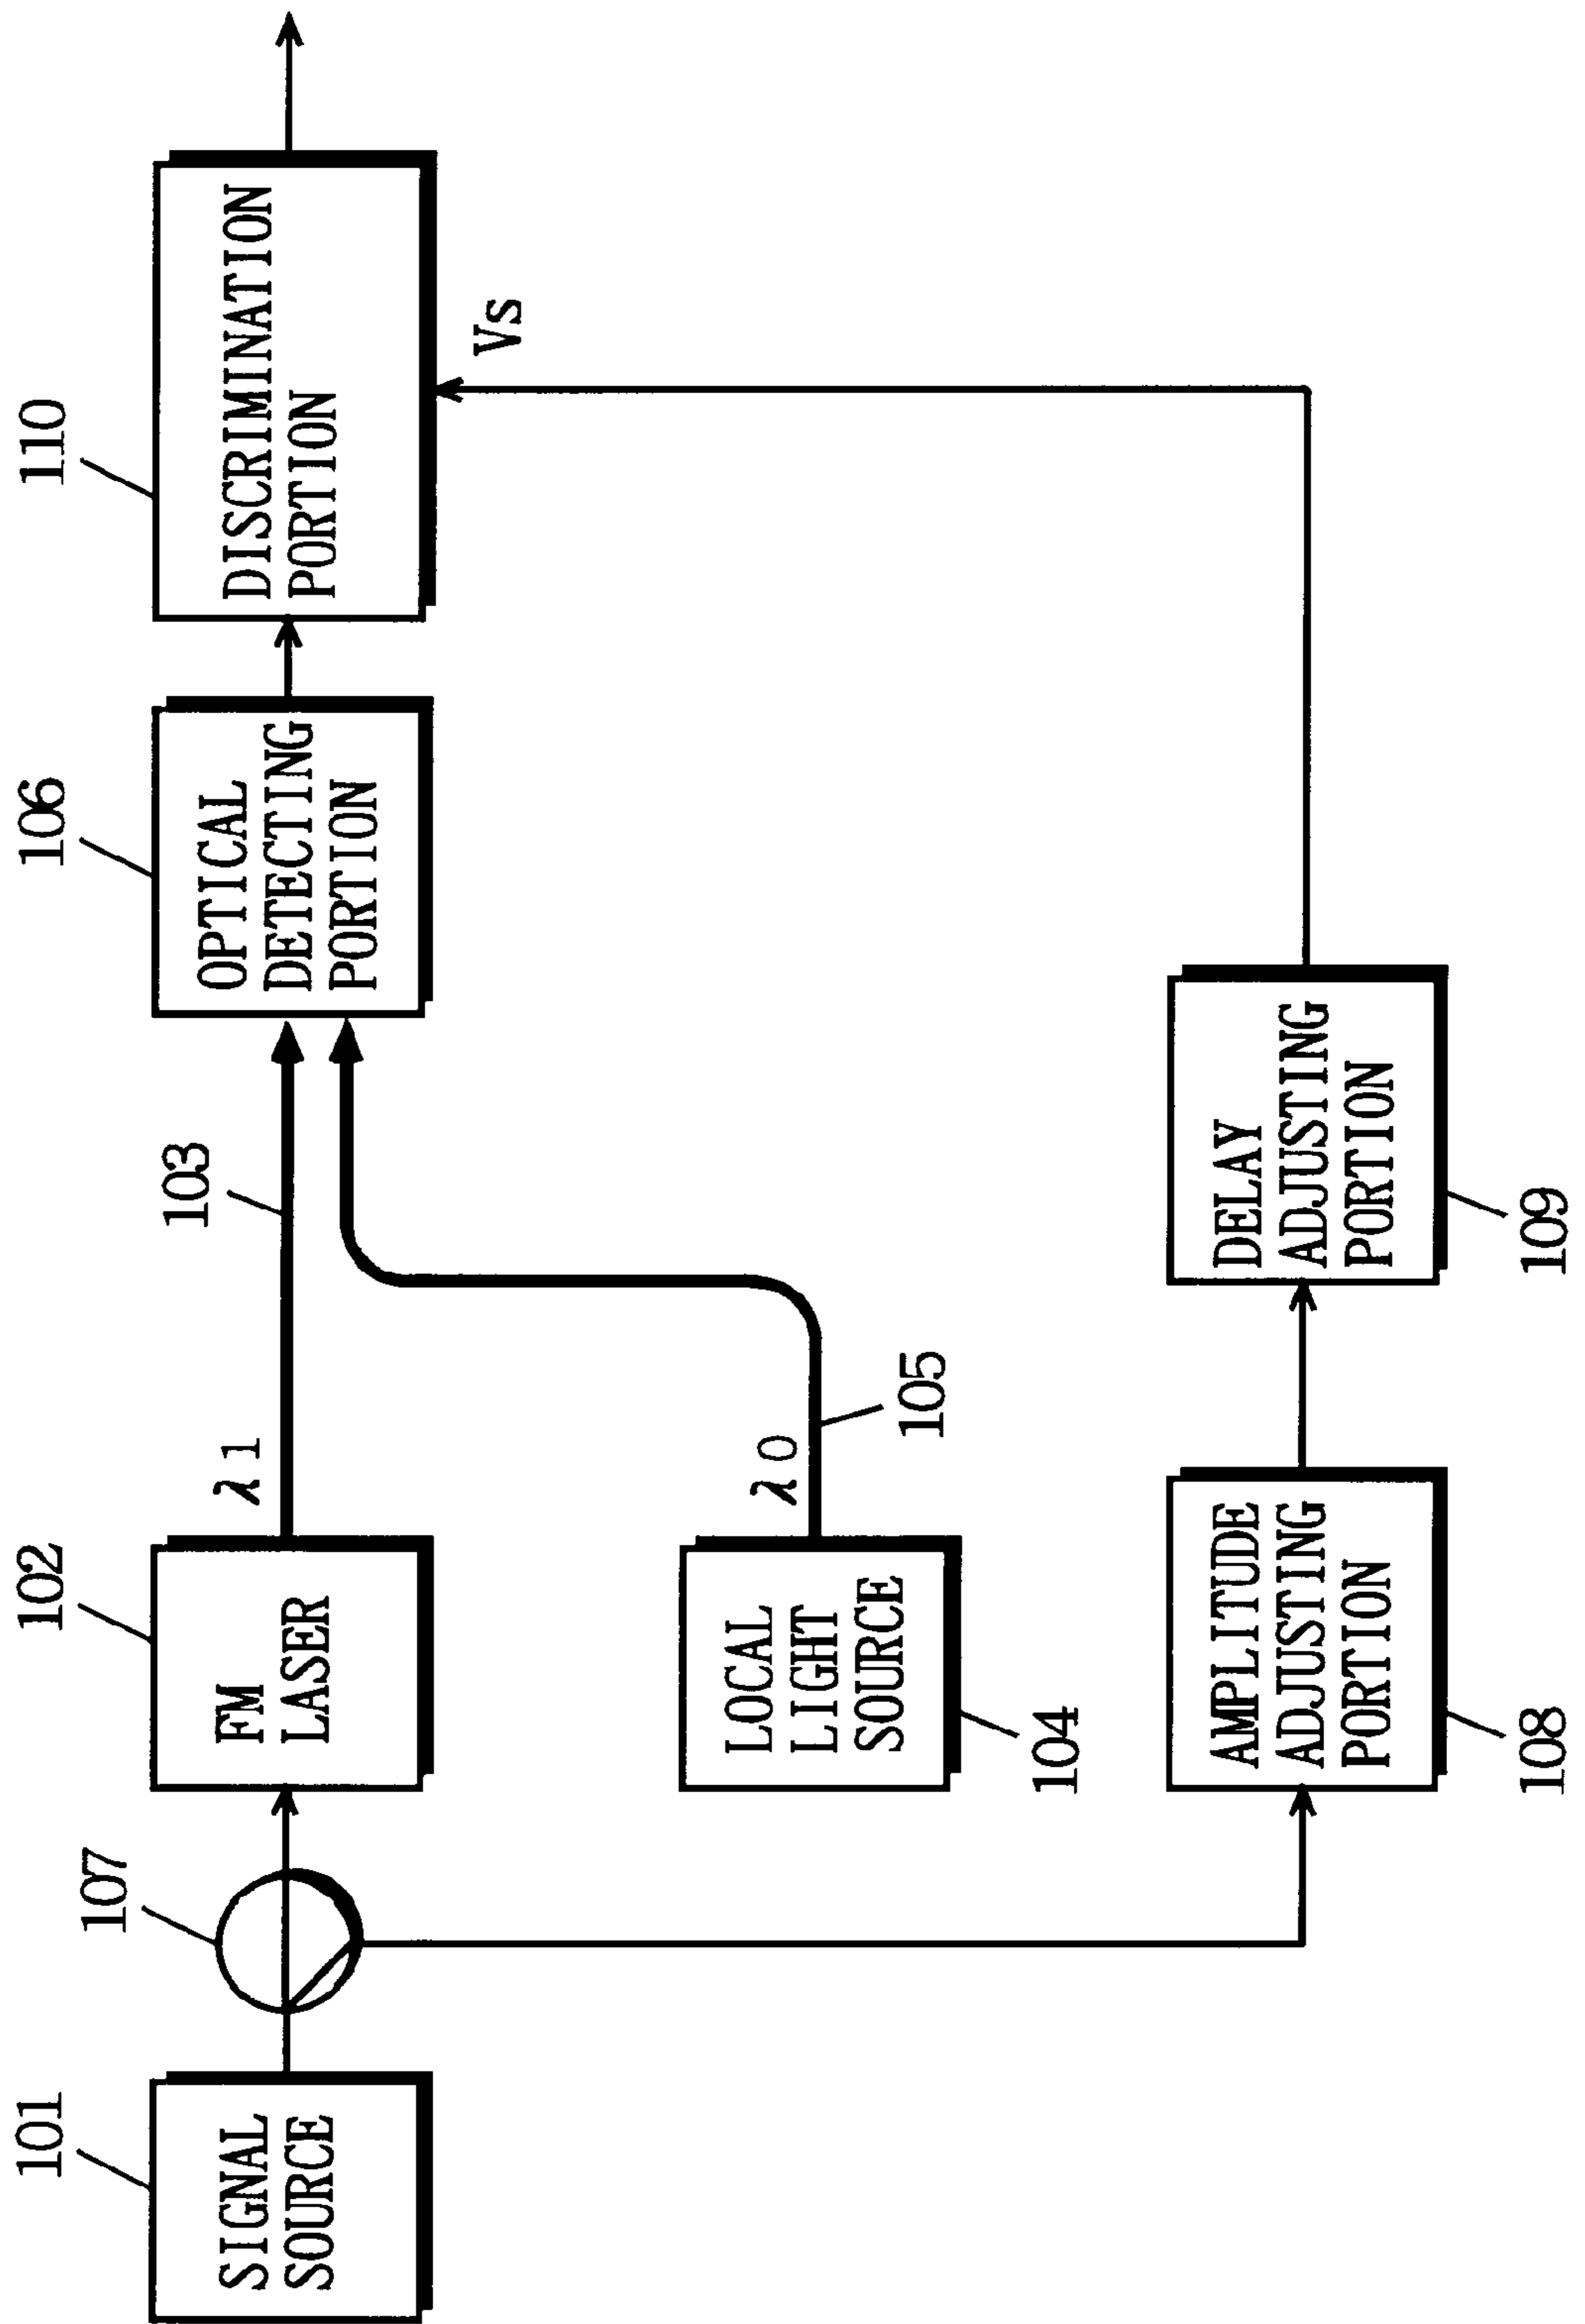 101
SIGNAL
SOURCE
107
102
FM
LASER
λ1
103
106
OPTICAL
DETECTING
PORTION
110
DISCRIMINATION
PORTION
Vs
LOCAL
LIGHT
SOURCE
104
λ0
105
AMPLITUDE
ADJUSTING
PORTION
108
DELAY
ADJUSTING
PORTION
109